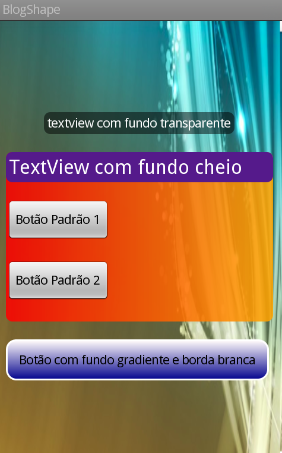 BlogShape
textview com fundo transparente
TextView com fundo cheio
Botão Padrão 1
Botão Padrão 2
Botão com fundo gradiente e borda branca